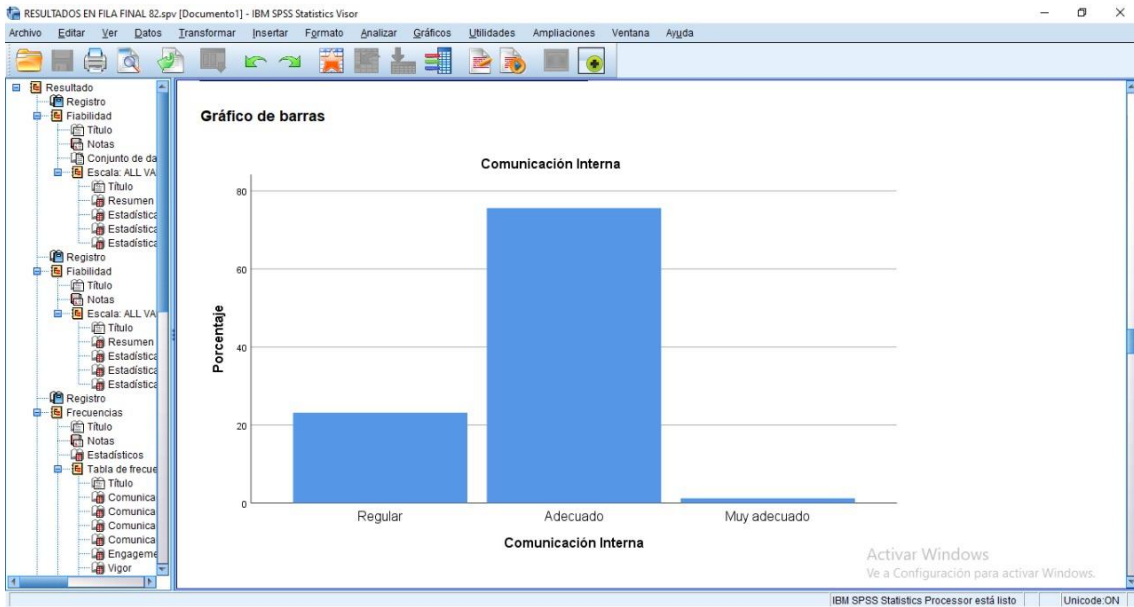 RESULTADOS EN FILA FINAL 82.spv [Documento1] - IBM SPSS Statistics Visor
Archivo Editar Ver Datos Transformar Insertar Formato Analizar Gráficos Utilidades Ampliaciones Ventana Ayuda
Resultado
Registro
Fiabilidad
Título
Notas
Conjunto de da
Escala: ALL VA
Título
Resumen
Estadística
Estadística
Estadística
Registro
Fiabilidad
Título
Notas
Escala: ALL VA
Título
Resumen
Estadística
Estadística
Estadística
Registro
Frecuencias
Título
Notas
Estadísticos
Tabla de frecue
Título
Comunica
Comunica
Comunica
Comunica
Engageme
Vigor
Gráfico de barras
Comunicación Interna
80
60
40
20
0
Porcentaje
Regular Adecuado Muy adecuado
Comunicación Interna
Activar Windows
Ve a Configuración para activar Windows.
IBM SPSS Statistics Processor está listo Unicode:ON